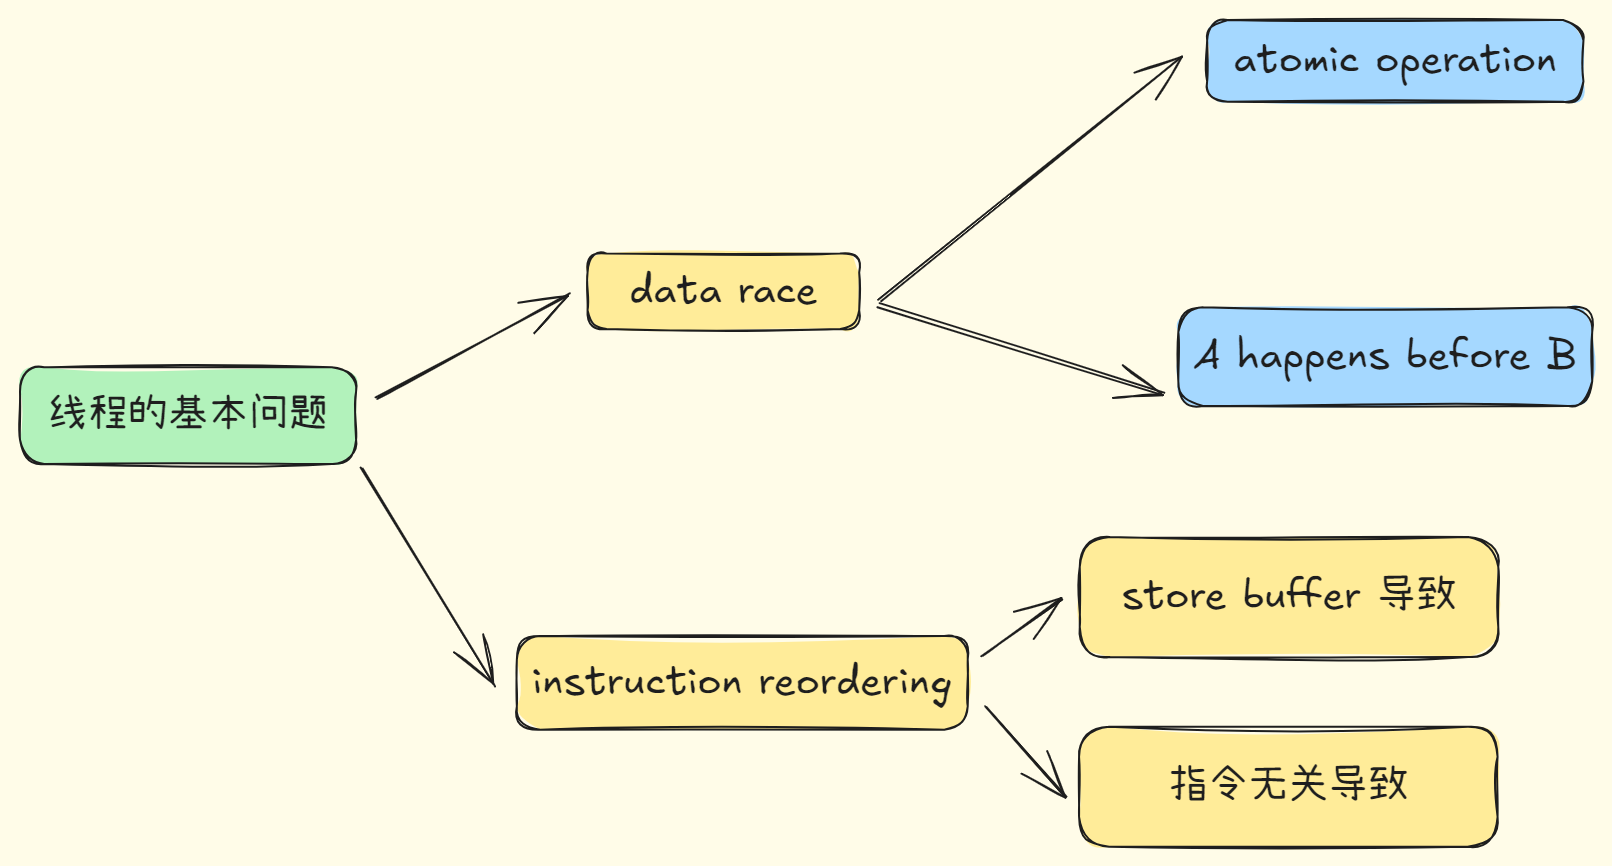 线程的基本问题
data race
atomic operation
A happens before B
instruction reordering
store buffer 导致
指令无关导致